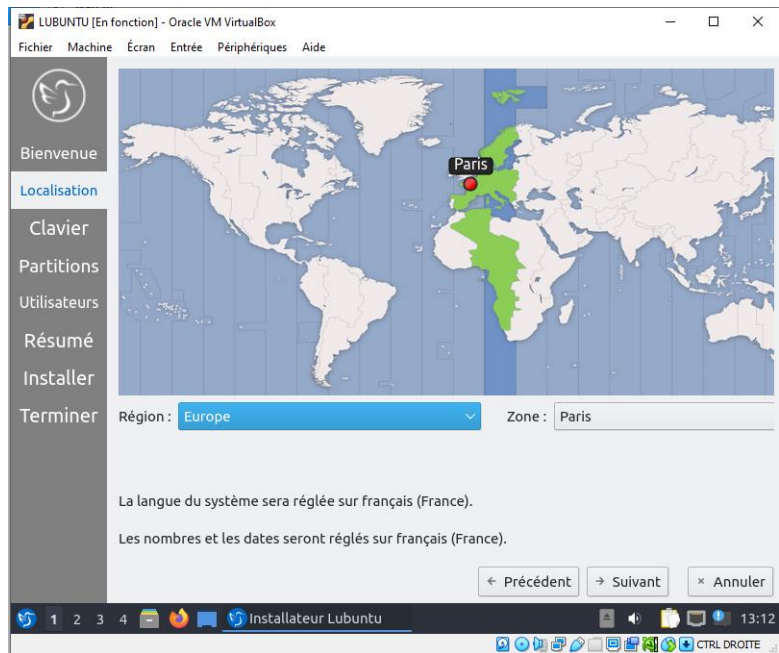 LUBUNTU [En fonction] - Oracle VM VirtualBox
Fichier Machine Écran Entrée Périphériques Aide
Bienvenue
Localisation
Clavier
Partitions
Utilisateurs
Résumé
Installer
Terminer
Paris
Région : Europe Zone : Paris
La langue du système sera réglée sur français (France).
Les nombres et les dates seront réglés sur français (France).
Précédent Suivant Annuler
1 2 3 4 Installateur Lubuntu 13:12
CTRL DROITE